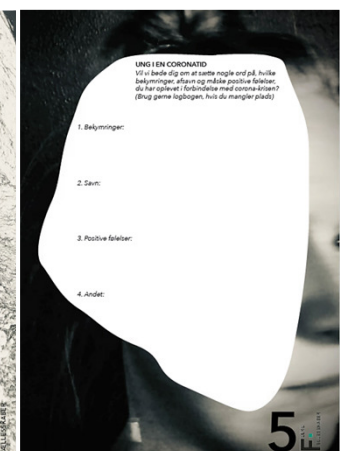 UNG I EN CORONATID
Vil vi bede dig om at sætte nogle ord på, hvilke
bekymringer, afsavn og måske positive følelser,
du har oplevet i forbindelse med corona-krisen?
(Brug gerne logbogen, hvis du mangler plads)
1. Bekymringer:
2. Savn:
3. Positive følelser:
4. Andet:
5